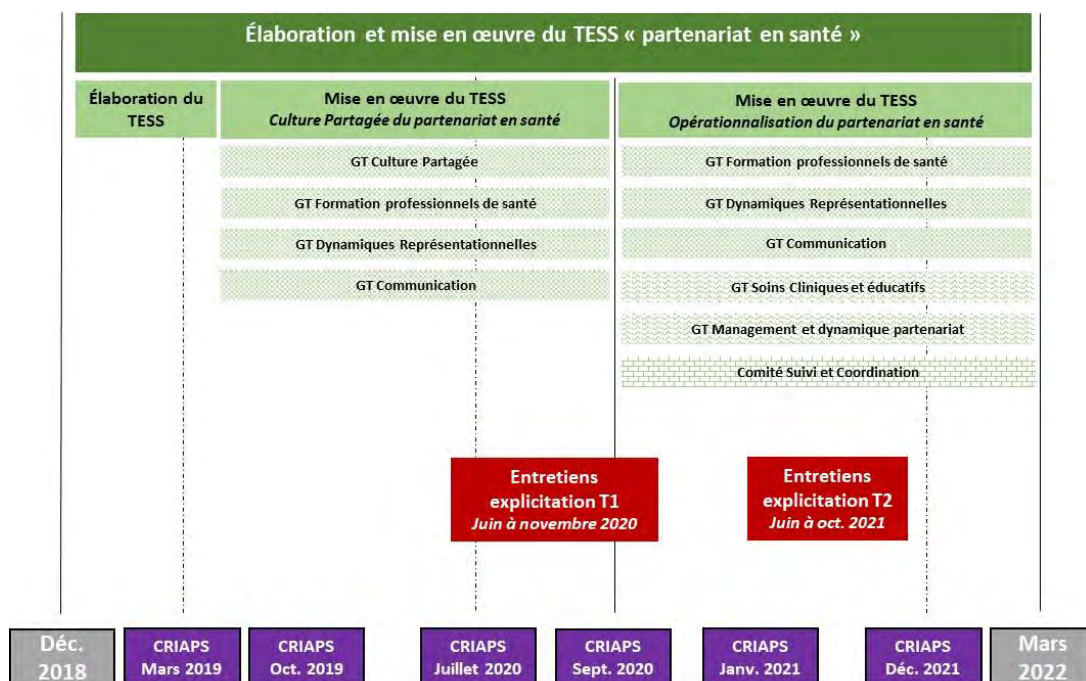 Élaboration et mise en œuvre du TESS « partenariat en santé »
Élaboration du
TESS
Mise en œuvre du TESS
Culture Partagée du partenariat en santé
GT Culture Partagée
GT Formation professionnels de santé
GT Dynamiques Représentationnelles
GT Communication
Mise en œuvre du TESS
Opérationnalisation du partenariat en santé
GT Formation professionnels de santé
GT Dynamiques Représentationnelles
GT Communication
GT Soins Cliniques et éducatifs
GT Management et dynamique partenariat
Comité Suivi et Coordination
Entretiens
explicitation T1
Juin à novembre 2020
Entretiens
explicitation T2
Juin à oct. 2021
Déc.
2018
CRIAPS
Mars 2019
CRIAPS
Oct. 2019
CRIAPS
Juillet 2020
CRIAPS
Sept. 2020
CRIAPS
Janv. 2021
CRIAPS
Déc. 2021
Mars
2022